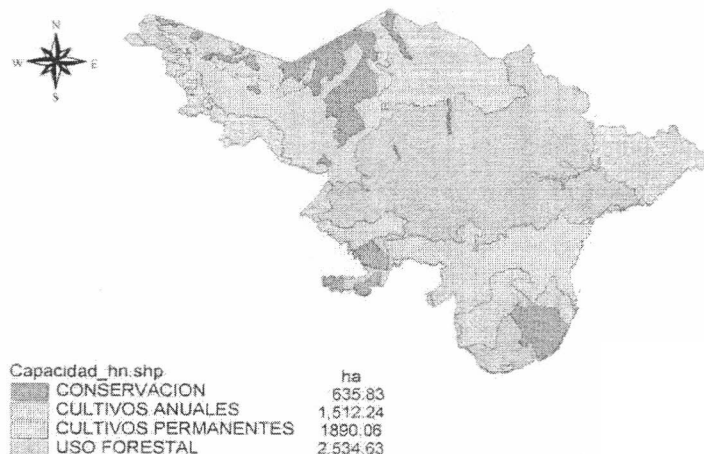 N
W E
S
Capacidad_hn.shp ha
CONSERVACION 635.83
CULTIVOS ANUALES 1,512.24
CULTIVOS PERMANENTES 1890.06
USO FORESTAL 2,534.63